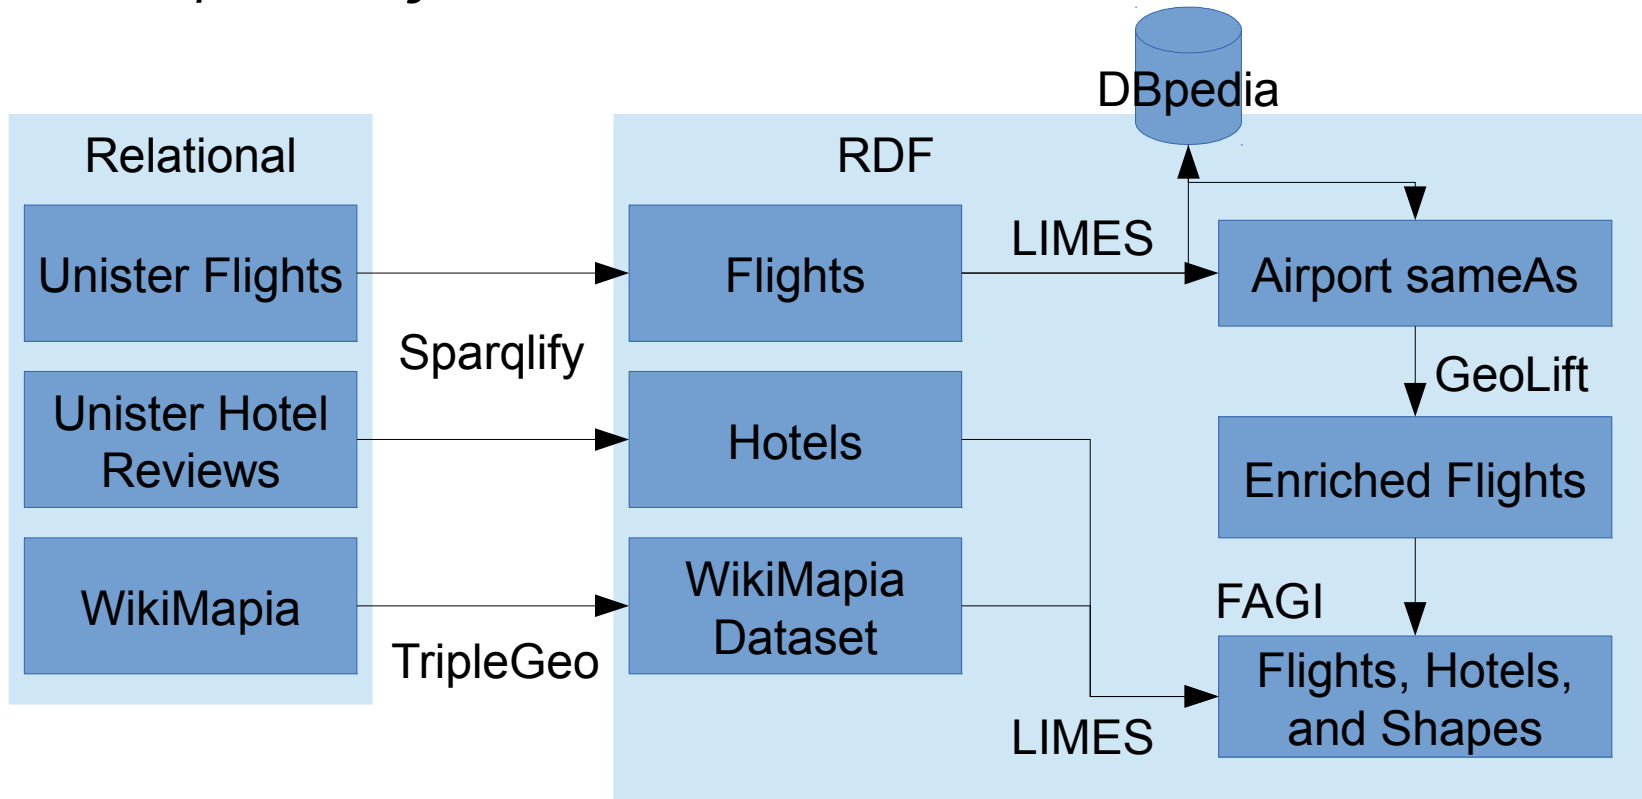 DBpedia
Relational
RDF
Unister Flights
Flights
LIMES
Airport sameAs
Sparqlify
GeoLift
Unister Hotel
Reviews
Hotels
Enriched Flights
WikiMapia
WikiMapia
Dataset
FAGI
TripleGeo
LIMES
Flights, Hotels,
and Shapes